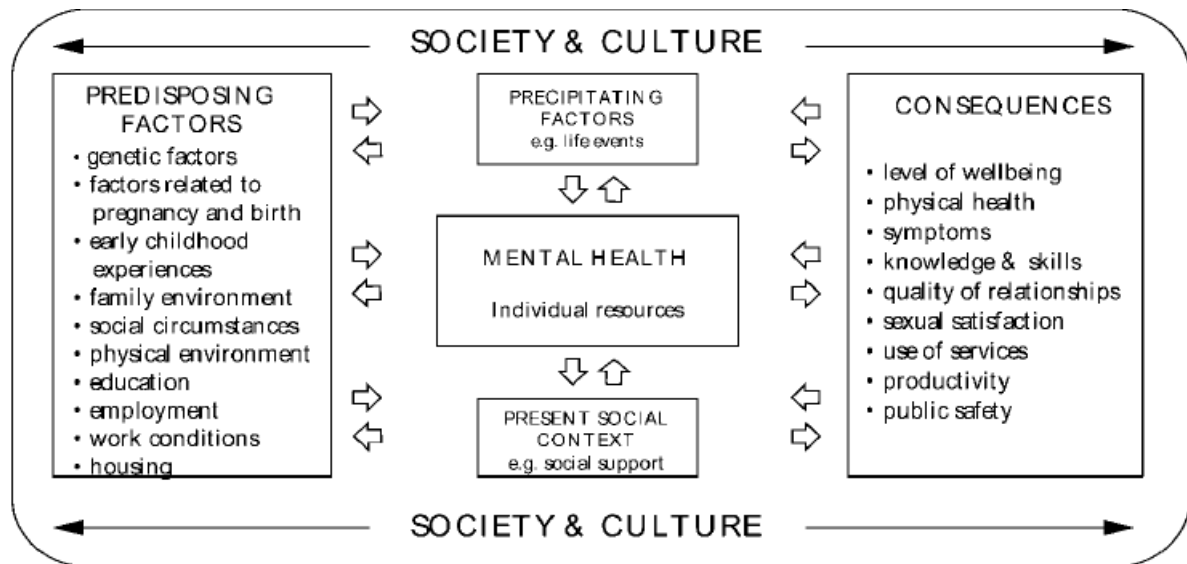 SOCIETY & CULTURE
PREDISPOSING
FACTORS
• genetic factors
• factors related to
pregnancy and birth
• early childhood
experiences
• family environment
• social circumstances
• physical environment
• education
• employment
• work conditions
• housing
PRECIPITATING
FACTORS
e.g. life events
MENTAL HEALTH
Individual resources
PRESENT SOCIAL
CONTEXT
e.g. social support
CONSEQUENCES
• level of wellbeing
• physical health
• symptoms
• knowledge & skills
• quality of relationships
• sexual satisfaction
• use of services
• productivity
• public safety
SOCIETY & CULTURE